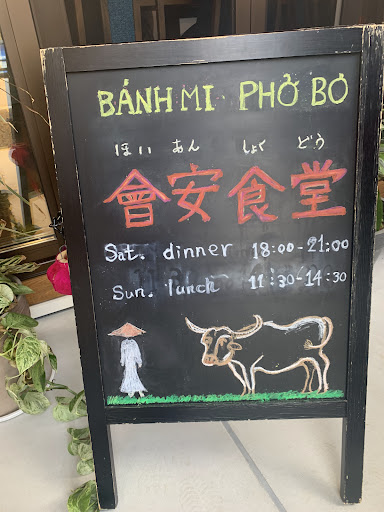 BÁNH MI PHỞ BO
ほい あん しょく どう
會安食堂
Sat. dinner 18:00-21:00
Sun. lunch 11:30-14:30